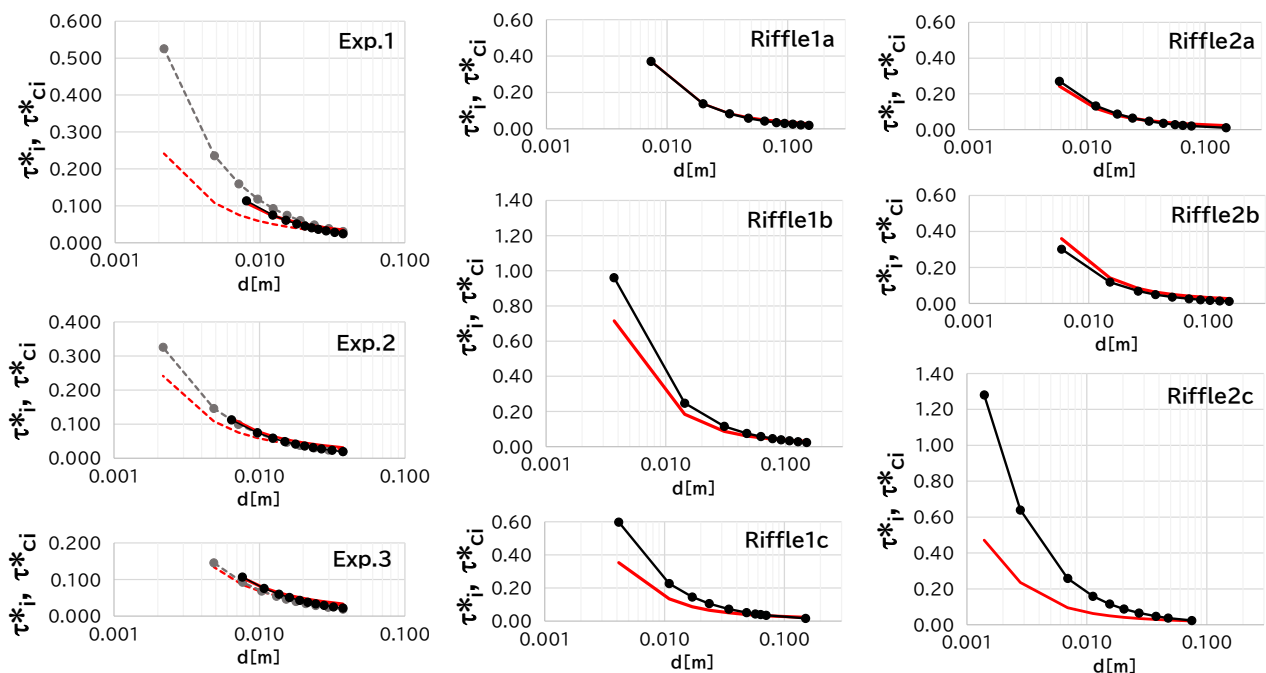 Exp.1
τ*i, τ*Ci
0.600
0.500
0.400
0.300
0.200
0.100
0.000
0.001
0.010
0.100
d[m]
Exp.2
τ*i, τ*Ci
0.400
0.300
0.200
0.100
0.000
0.001
0.010
0.100
d[m]
Exp.3
τ*i, τ*Ci
0.200
0.100
0.000
0.001
0.010
0.100
d[m]
Riffle1a
τ*i, τ*Ci
0.60
0.40
0.20
0.00
0.001
0.010
0.100
d[m]
Riffle1b
τ*i, τ*Ci
1.40
1.20
1.00
0.80
0.60
0.40
0.20
0.00
0.001
0.010
0.100
d[m]
Riffle1c
τ*i, τ*Ci
0.60
0.40
0.20
0.00
0.001
0.010
0.100
d[m]
Riffle2a
τ*i, τ*Ci
0.60
0.40
0.20
0.00
0.001
0.010
0.100
d[m]
Riffle2b
τ*i, τ*Ci
0.60
0.40
0.20
0.00
0.001
0.010
0.100
d[m]
Riffle2c
τ*i, τ*Ci
1.40
1.20
1.00
0.80
0.60
0.40
0.20
0.00
0.001
0.010
0.100
d[m]